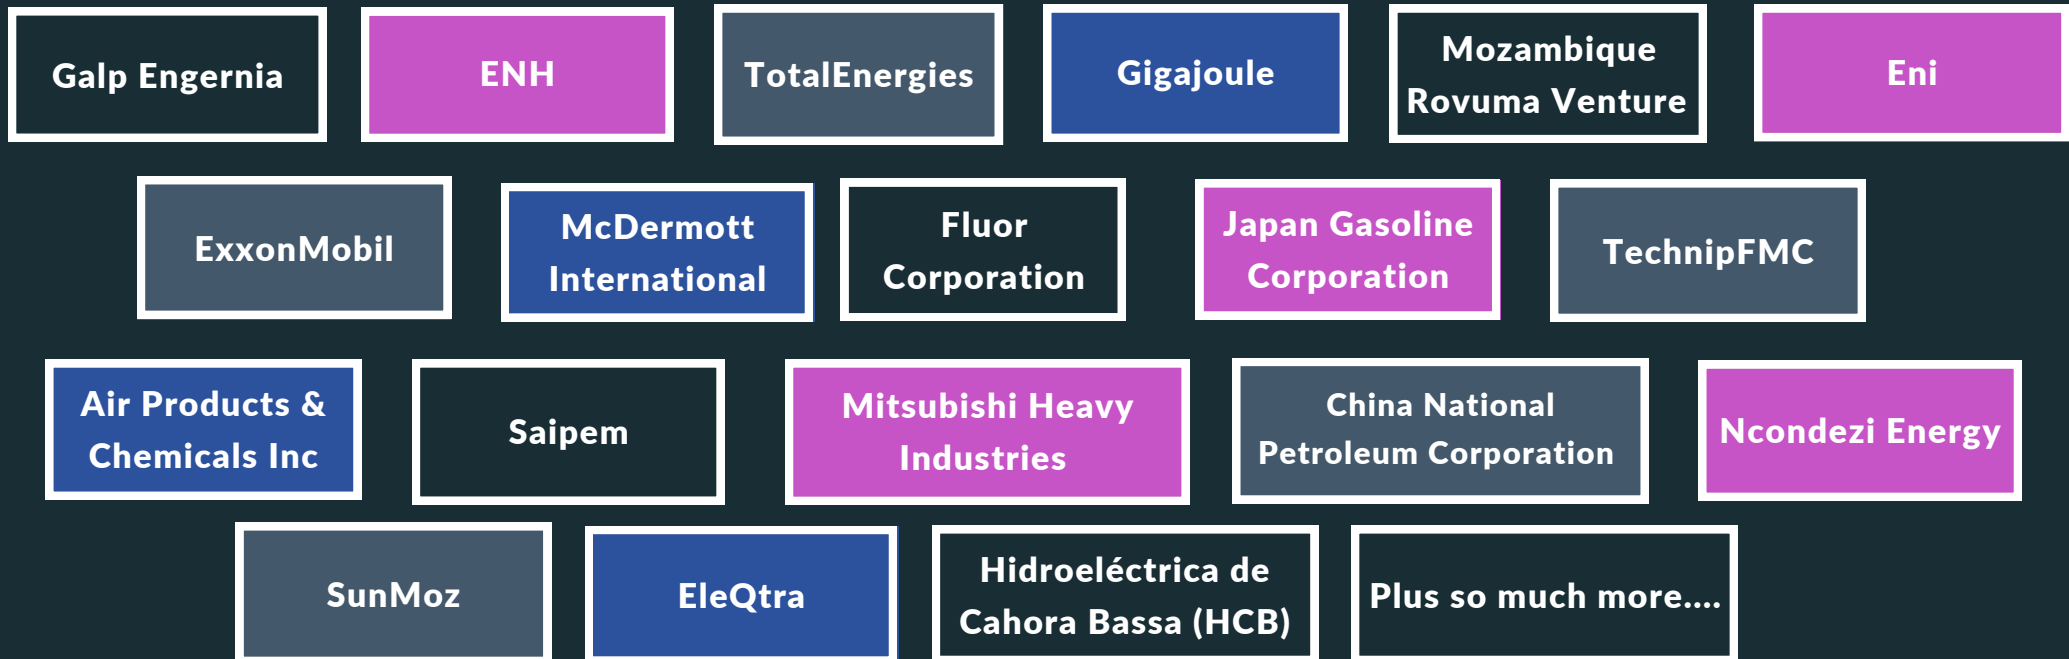 Galp Engernia
ENH
TotalEnergies
Gigajoule
Mozambique
Rovuma Venture
Eni
ExxonMobil
McDermott
International
Fluor
Corporation
Japan Gasoline
Corporation
TechnipFMC
Air Products &
Chemicals Inc
Saipem
Mitsubishi Heavy
Industries
China National
Petroleum Corporation
Ncondezi Energy
SunMoz
EleQtra
Hidroeléctrica de
Cahora Bassa (HCB)
Plus so much more....